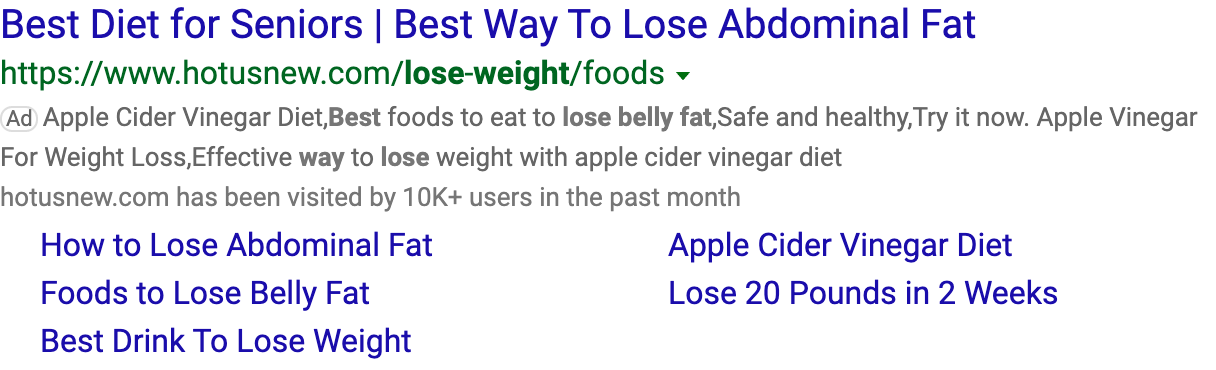 Best Diet for Seniors | Best Way To Lose Abdominal Fat
https://www.hotusnew.com/lose-weight/foods
Ad Apple Cider Vinegar Diet,Best foods to eat to lose belly fat,Safe and healthy,Try it now. Apple Vinegar
For Weight Loss,Effective way to lose weight with apple cider vinegar diet
hotusnew.com has been visited by 10K+ users in the past month
How to Lose Abdominal Fat
Apple Cider Vinegar Diet
Foods to Lose Belly Fat
Lose 20 Pounds in 2 Weeks
Best Drink To Lose Weight